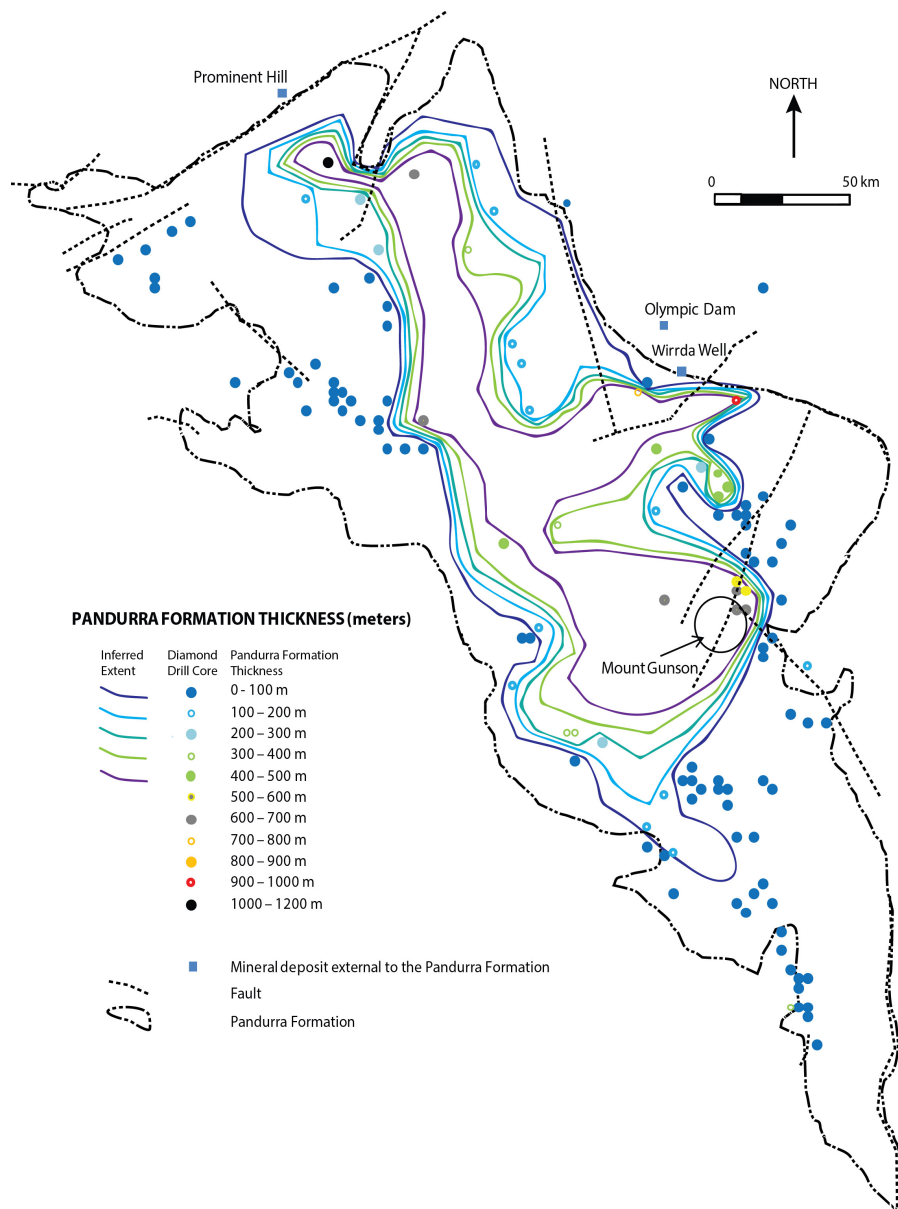 Prominent Hill
NORTH
0 50 km
Olympic Dam
Wirrda Well
Mount Gunson
PANDURRA FORMATION THICKNESS (meters)
Inferred Extent
Diamond Drill Core
Pandurra Formation Thickness
0 - 100 m
100 – 200 m
200 – 300 m
300 – 400 m
400 – 500 m
500 – 600 m
600 – 700 m
700 – 800 m
800 – 900 m
900 – 1000 m
1000 – 1200 m
Mineral deposit external to the Pandurra Formation
Fault
Pandurra Formation